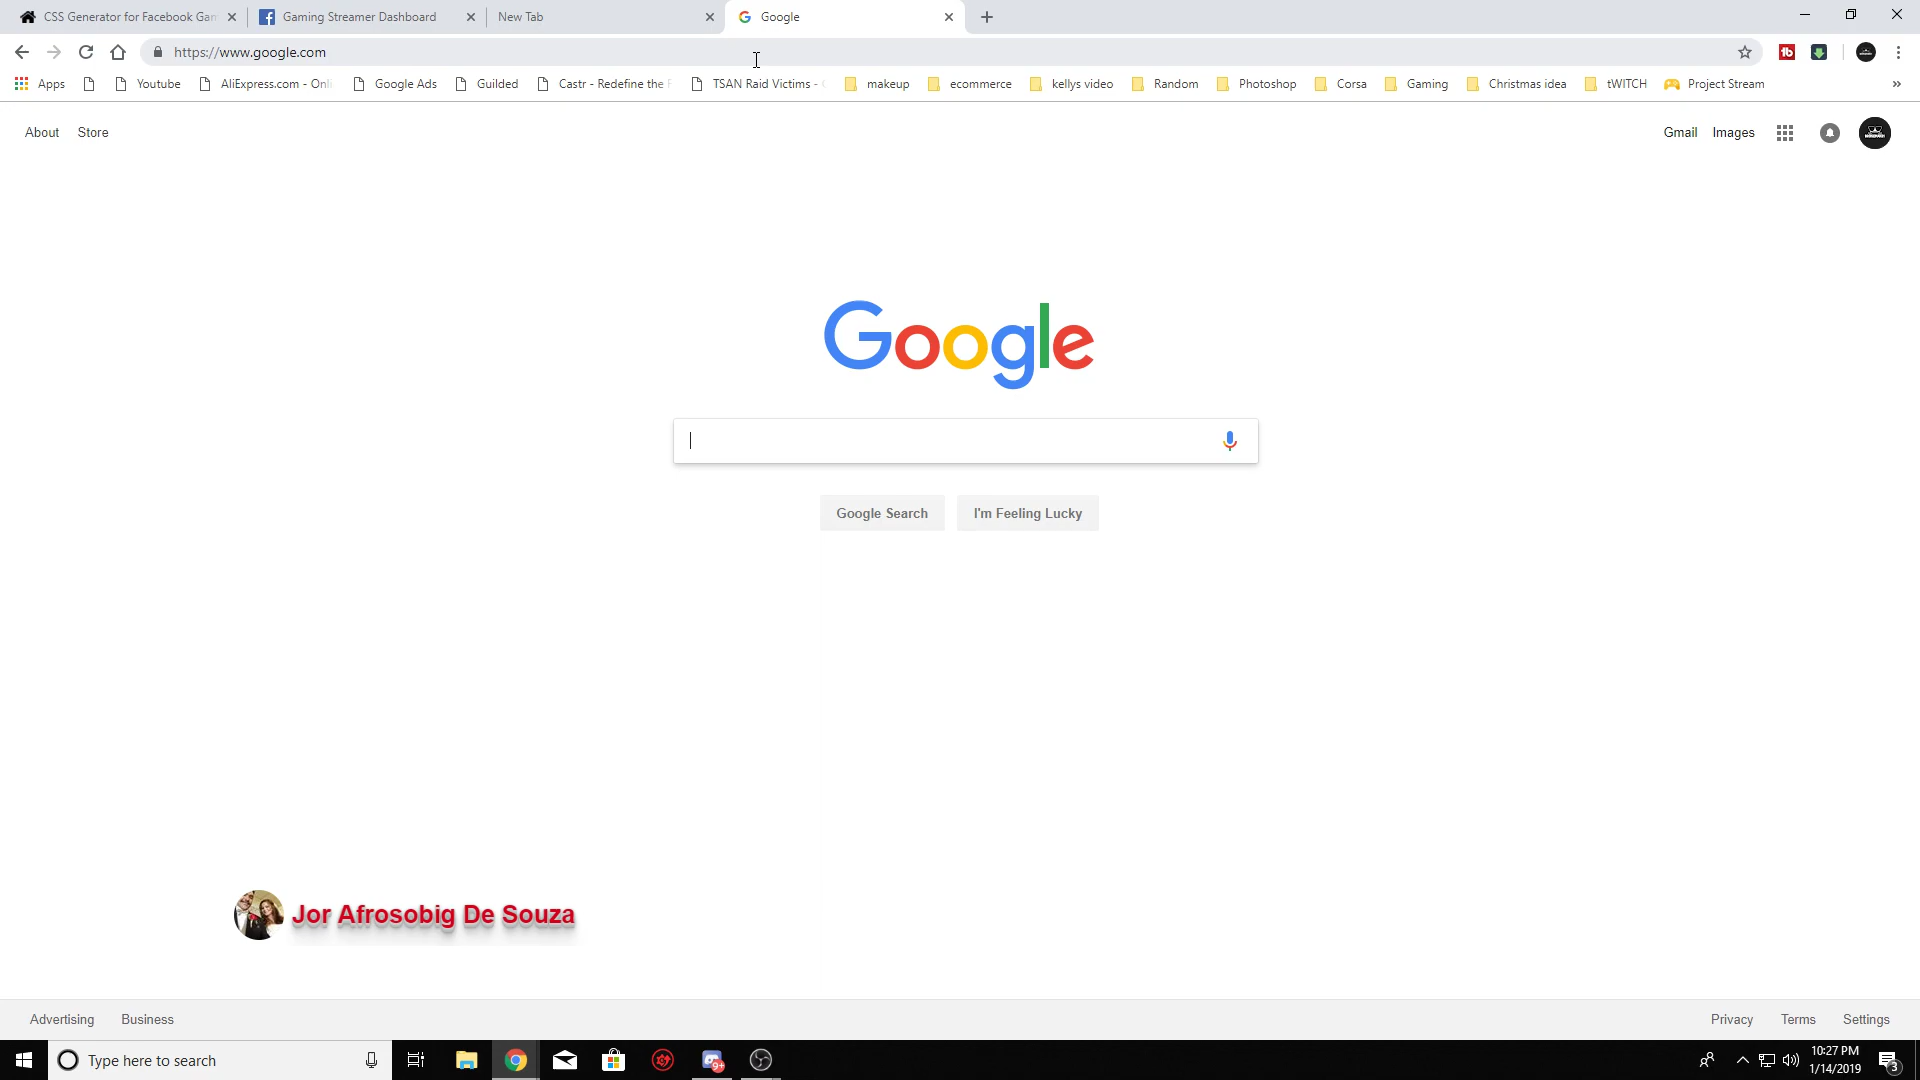 CSS Generator for Facebook Gam
Gaming Streamer Dashboard
New Tab
Google
https://www.google.com
Apps
Youtube
AliExpress.com - Onli
Google Ads
Guilded
Castr - Redefine the F
TSAN Raid Victims -
makeup
ecommerce
kellys video
Random
Photoshop
Corsa
Gaming
Christmas idea
tWITCH
Project Stream
»
About Store
Gmail Images
Google
Google Search
I'm Feeling Lucky
Jor Afrosobig De Souza
Advertising Business
Privacy Terms Settings
Type here to search
9+
10:27 PM
1/14/2019
3